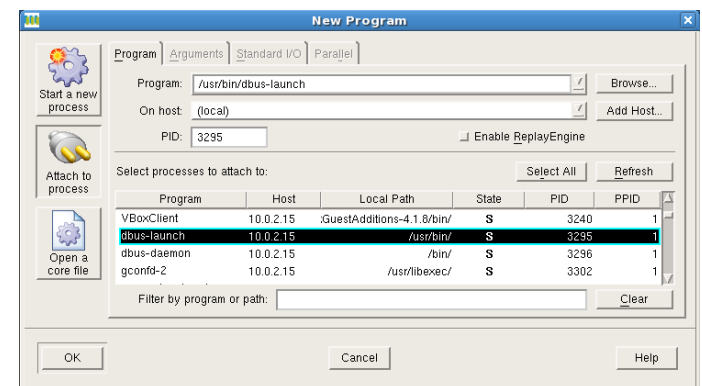 New Program
Start a new
process
Attach to
process
Open a
core file
Program Arguments Standard I/O Parallel
Program: /usr/bin/dbus-launch Browse...
On host: (local) Add Host...
PID: 3295 Enable ReplayEngine
Select processes to attach to: Select All Refresh
Program Host Local Path State PID PPID
VBoxClient 10.0.2.15 :GuestAdditions-4.1.8/bin/ S 3240 1
dbus-launch 10.0.2.15 /usr/bin/ S 3295 1
dbus-daemon 10.0.2.15 /bin/ S 3296 1
gconfd-2 10.0.2.15 /usr/libexec/ S 3302 1
Filter by program or path: Clear
OK Cancel Help